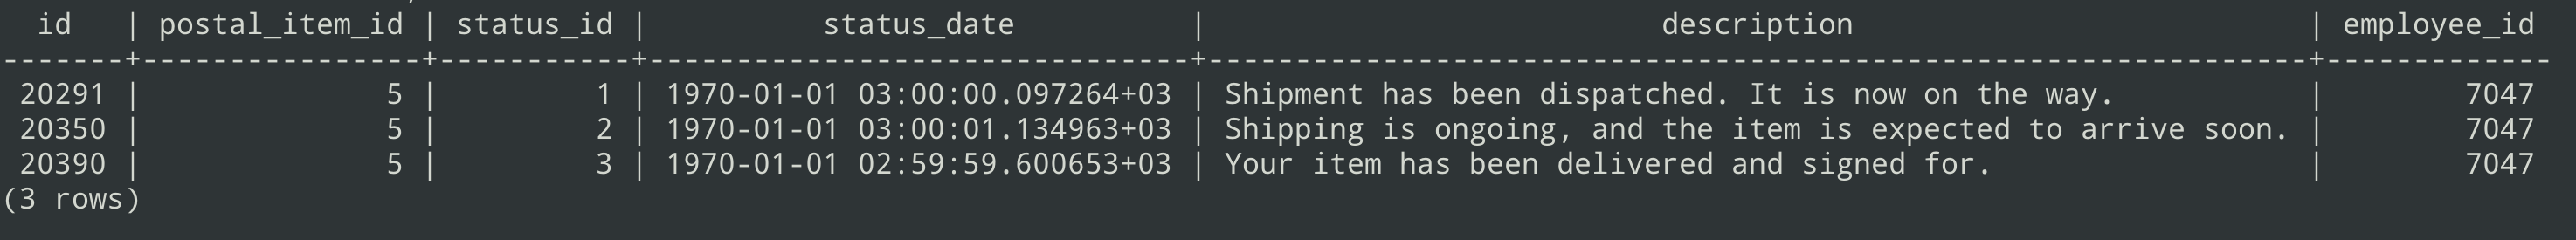 id   | postal_item_id | status_id |          status_date          |                          description                          | employee_id
-------+----------------+-----------+-------------------------------+---------------------------------------------------------------+-------------
 20291 |              5 |         1 | 1970-01-01 03:00:00.097264+03 | Shipment has been dispatched. It is now on the way.           |        7047
 20350 |              5 |         2 | 1970-01-01 03:00:01.134963+03 | Shipping is ongoing, and the item is expected to arrive soon. |        7047
 20390 |              5 |         3 | 1970-01-01 02:59:59.600653+03 | Your item has been delivered and signed for.                  |        7047
(3 rows)